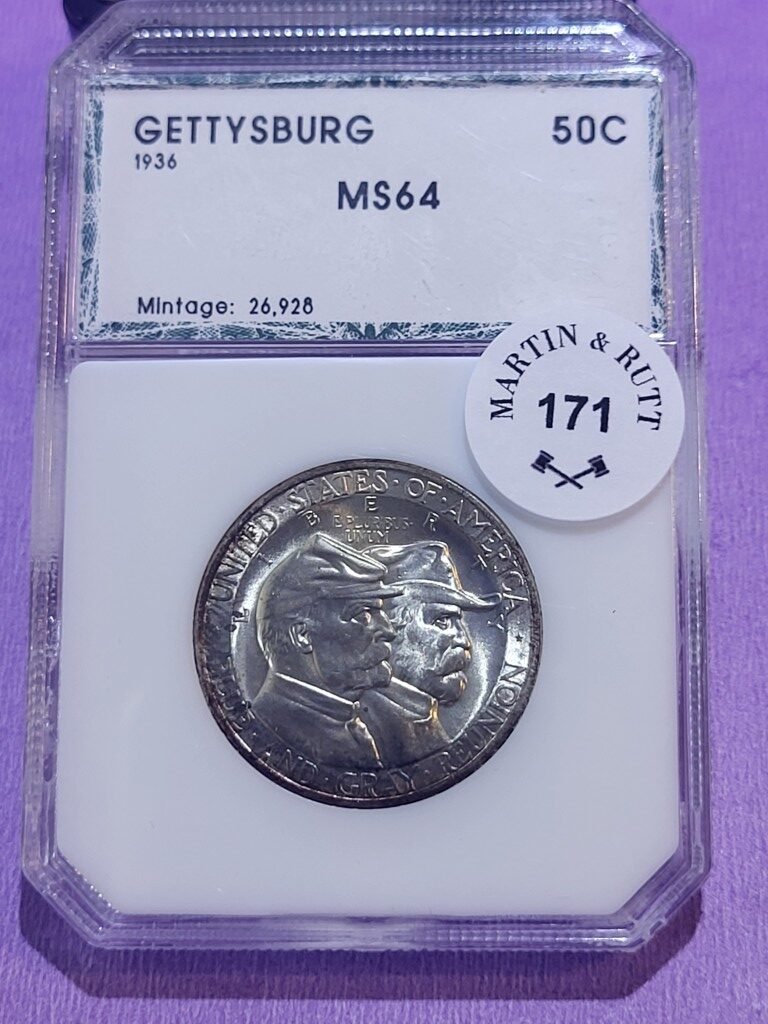 GETTYSBURG 50C
1936
MS64
Mintage: 26,928
MARTIN & RUTT
171
UNITED·STATES·OF·AMERICA
LIBERTY
E PLURIBUS
UNUM
BLUE·AND·GRAY·REUNION